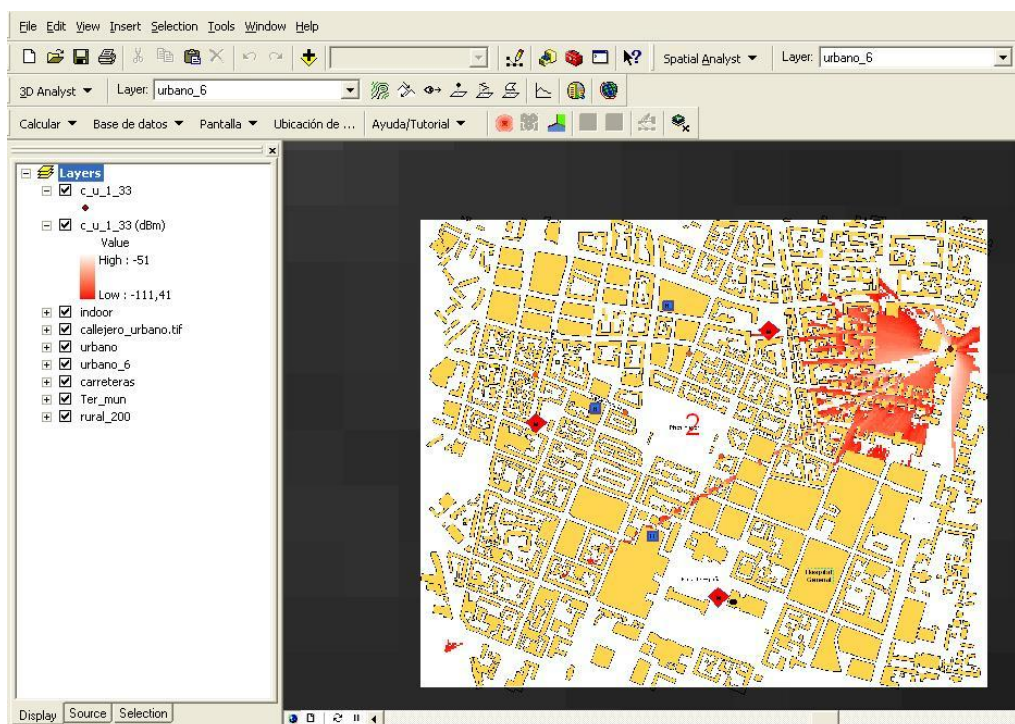 File Edit View Insert Selection Tools Window Help
Spatial Analyst Layer: urbano_6
3D Analyst Layer: urbano_6
Calcular Base de datos Pantalla Ubicación de ... Ayuda/Tutorial
Layers
c_u_1_33
c_u_1_33 (dBm)
Value
High : -51
Low : -111,41
indoor
callejero_urbano.tif
urbano
urbano_6
carreteras
Ter_mun
rural_200
2
Hospital
General
Display Source Selection